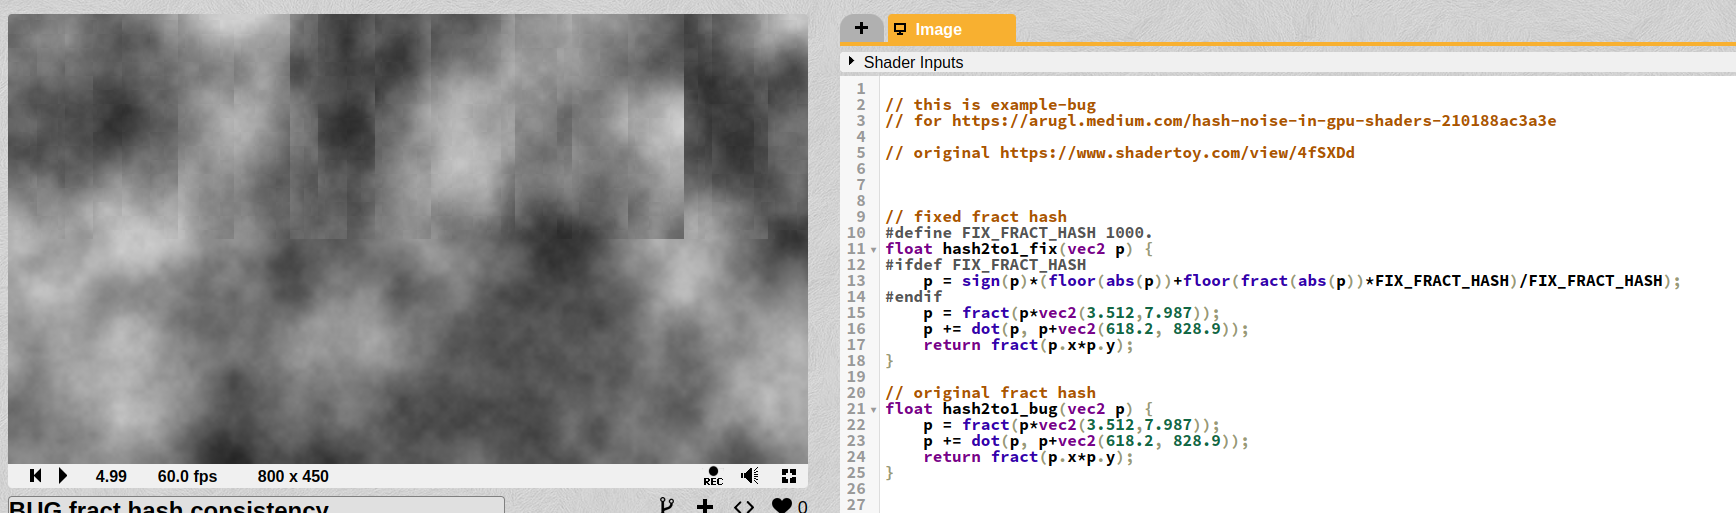 4.99 60.0 fps 800 x 450 REC
BUG fract hash consistency 0
+ Image
Shader Inputs
1
2 // this is example-bug
3 // for https://arugl.medium.com/hash-noise-in-gpu-shaders-210188ac3a3e
4
5 // original https://www.shadertoy.com/view/4fSXDd
6
7
8
9 // fixed fract hash
10 #define FIX_FRACT_HASH 1000.
11 float hash2to1_fix(vec2 p) {
12 #ifdef FIX_FRACT_HASH
13 p = sign(p)*(floor(abs(p))+floor(fract(abs(p))*FIX_FRACT_HASH)/FIX_FRACT_HASH);
14 #endif
15 p = fract(p*vec2(3.512,7.987));
16 p += dot(p, p+vec2(618.2, 828.9));
17 return fract(p.x*p.y);
18 }
19
20 // original fract hash
21 float hash2to1_bug(vec2 p) {
22 p = fract(p*vec2(3.512,7.987));
23 p += dot(p, p+vec2(618.2, 828.9));
24 return fract(p.x*p.y);
25 }
26
27